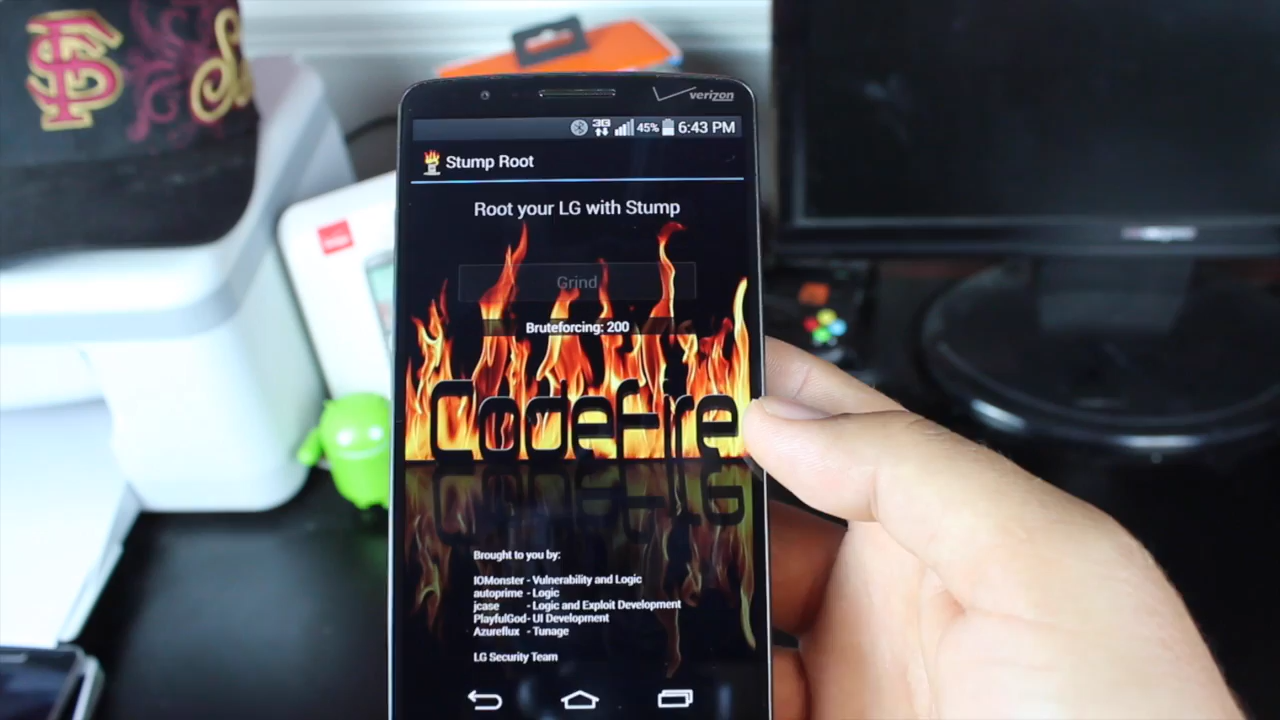 FS
verizon
3G 45% 6:43 PM
Stump Root
Root your LG with Stump
Grind
Bruteforcing: 200
Codefire
Brought to you by:
IOMonster - Vulnerability and Logic
autoprime - Logic
jcase - Logic and Exploit Development
PlayfulGod - UI Development
Azureflux - Tunage
LG Security Team